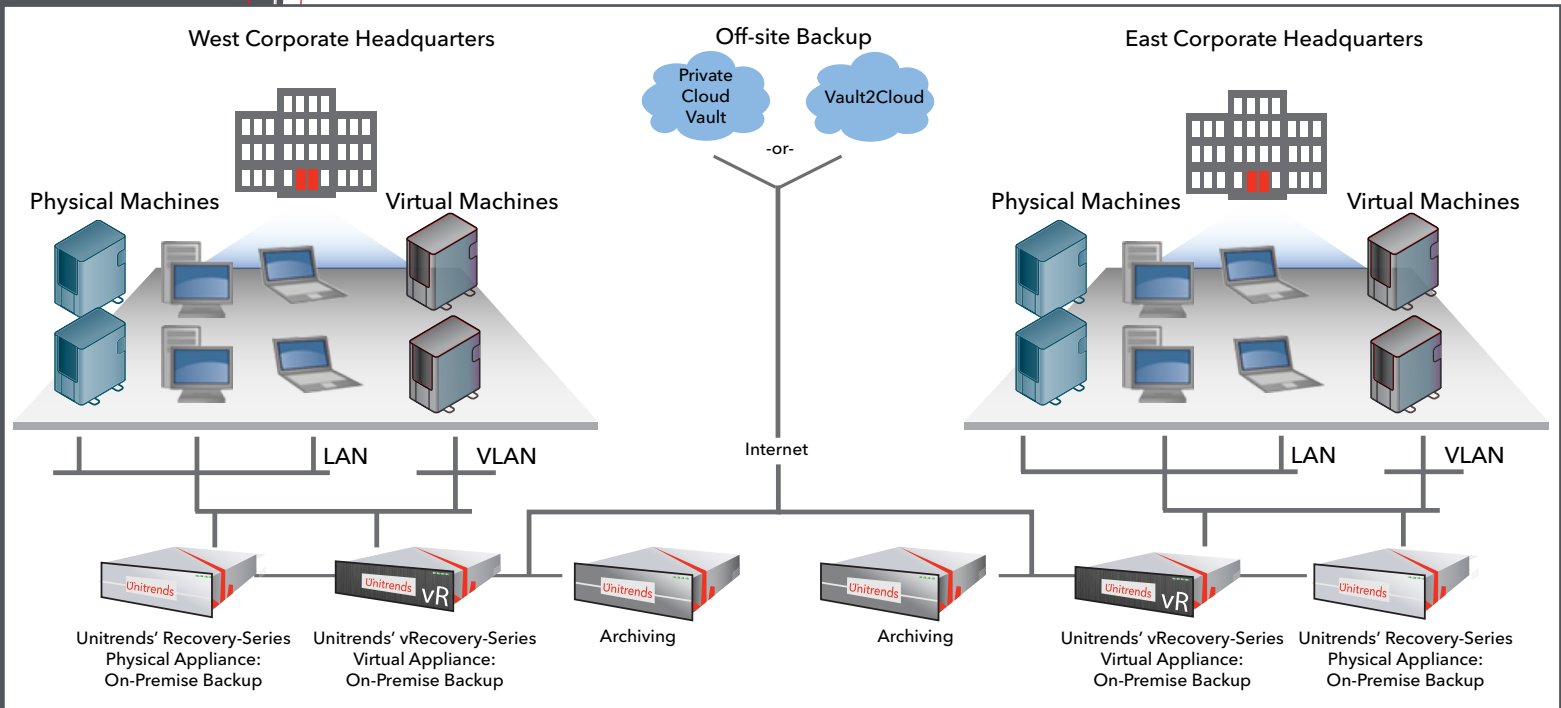 West Corporate Headquarters
Off-site Backup
East Corporate Headquarters
Private
Cloud
Vault
Vault2Cloud
-or-
Physical Machines
Virtual Machines
Physical Machines
Virtual Machines
Internet
LAN
VLAN
LAN
VLAN
Unitrends
Unitrends
vR
Unitrends
Unitrends
Unitrends
vR
Unitrends
Unitrends’ Recovery-Series
Physical Appliance:
On-Premise Backup
Unitrends’ vRecovery-Series
Virtual Appliance:
On-Premise Backup
Archiving
Archiving
Unitrends’ vRecovery-Series
Virtual Appliance:
On-Premise Backup
Unitrends’ Recovery-Series
Physical Appliance:
On-Premise Backup